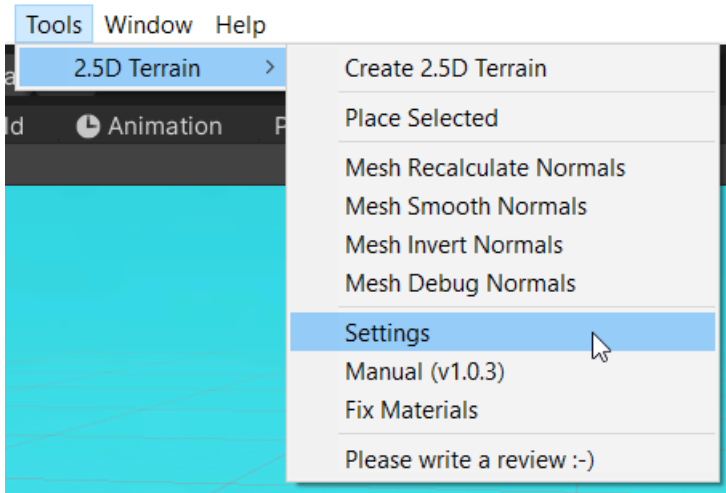 Tools Window Help
2.5D Terrain
Create 2.5D Terrain
Place Selected
Animation
Mesh Recalculate Normals
Mesh Smooth Normals
Mesh Invert Normals
Mesh Debug Normals
Settings
Manual (v1.0.3)
Fix Materials
Please write a review :-)